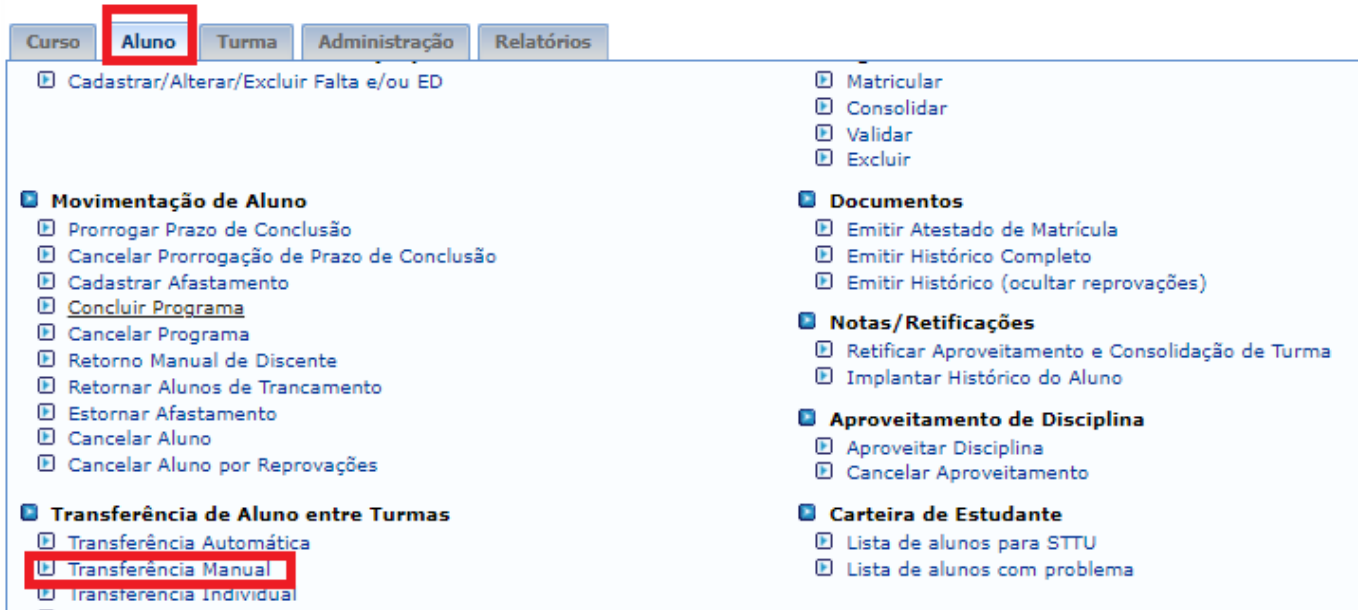 Curso Aluno Turma Administração Relatórios
Cadastrar/Alterar/Excluir Falta e/ou ED
Movimentação de Aluno
Prorrogar Prazo de Conclusão
Cancelar Prorrogação de Prazo de Conclusão
Cadastrar Afastamento
Concluir Programa
Cancelar Programa
Retorno Manual de Discente
Retornar Alunos de Trancamento
Estornar Afastamento
Cancelar Aluno
Cancelar Aluno por Reprovações
Transferência de Aluno entre Turmas
Transferência Automática
Transferência Manual
Transferência Individual
Matricular
Consolidar
Validar
Excluir
Documentos
Emitir Atestado de Matrícula
Emitir Histórico Completo
Emitir Histórico (ocultar reprovações)
Notas/Retificações
Retificar Aproveitamento e Consolidação de Turma
Implantar Histórico do Aluno
Aproveitamento de Disciplina
Aproveitar Disciplina
Cancelar Aproveitamento
Carteira de Estudante
Lista de alunos para STTU
Lista de alunos com problema